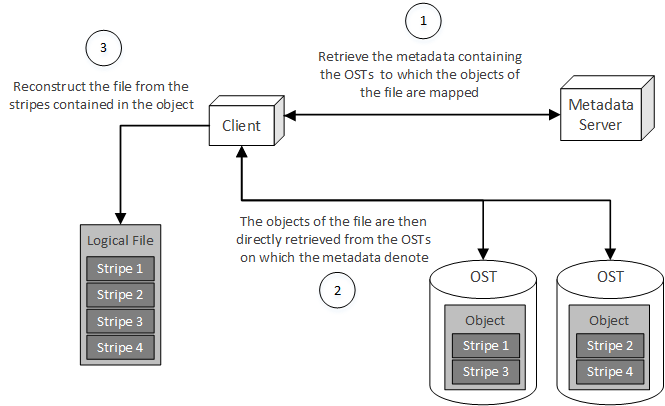 1
Retrieve the metadata containing
the OSTs to which the objects of
the file are mapped
3
Reconstruct the file from the
stripes contained in the object
Client
Metadata
Server
The objects of the file are then
directly retrieved from the OSTs
on which the metadata denote
2
Logical File
Stripe 1
Stripe 2
Stripe 3
Stripe 4
OST
Object
Stripe 1
Stripe 3
OST
Object
Stripe 2
Stripe 4